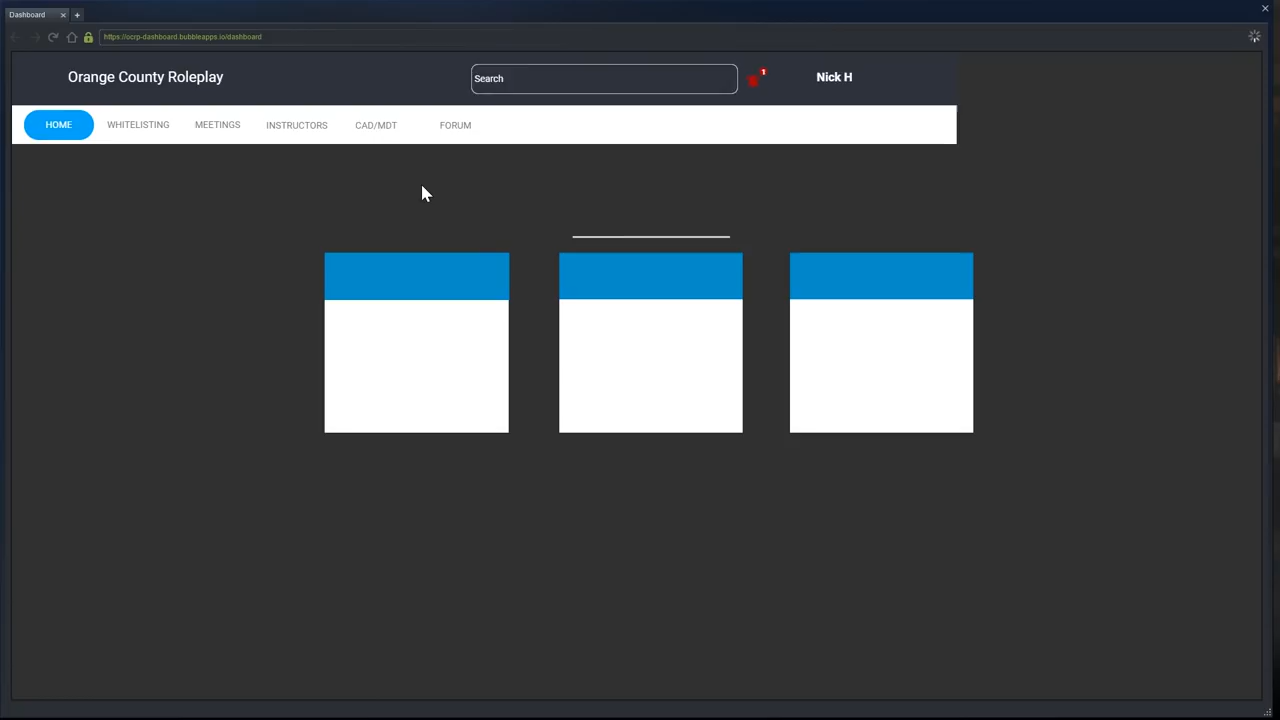 Dashboard
https://ocrp-dashboard.bubbleapps.io/dashboard
Orange County Roleplay
Search
1
Nick H
HOME
WHITELISTING
MEETINGS
INSTRUCTORS
CAD/MDT
FORUM